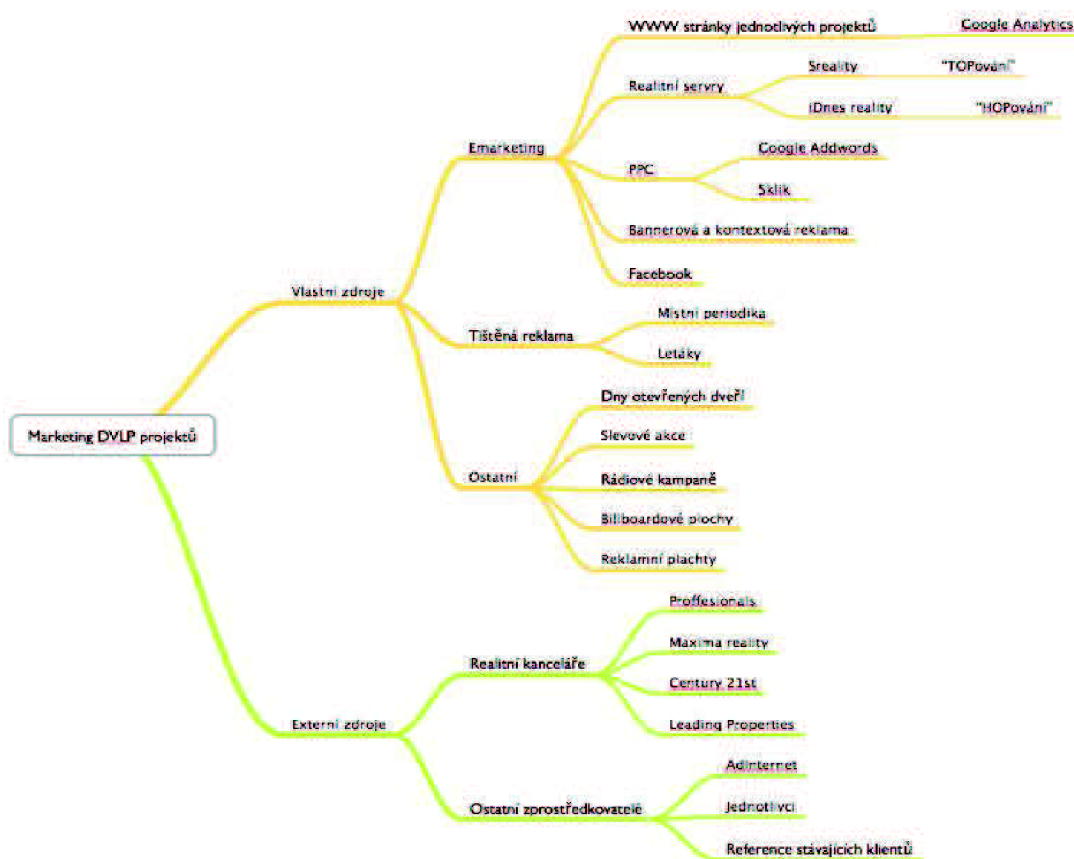 Marketing DVLP projektů
Vlastní zdroje
Emarketing
WWW stránky jednotlivých projektů
Google Analytics
Realitní servry
Sreality
"TOPování"
iDnes reality
"HOPování"
PPC
Google Addwords
Sklik
Bannerová a kontextová reklama
Facebook
Tištěná reklama
Místní periodika
Letáky
Ostatní
Dny otevřených dveří
Slevové akce
Rádiové kampaně
Billboardové plochy
Reklamní plachty
Externí zdroje
Realitní kanceláře
Proffesionals
Maxima reality
Century 21st
Leading Properties
Ostatní zprostředkovatelé
AdInternet
Jednotlivci
Reference stávajících klientů